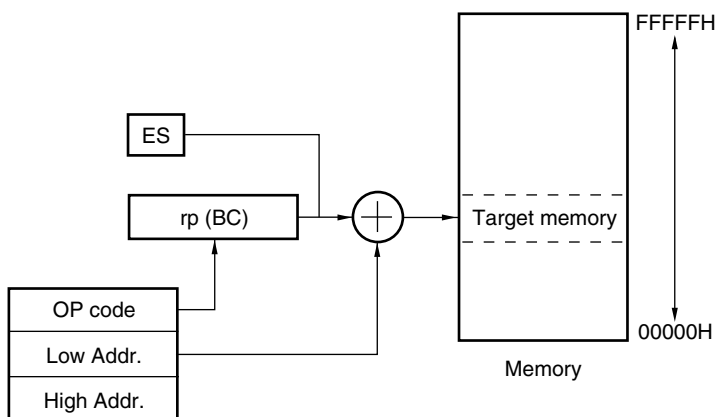 FFFFFH
ES
rp (BC)
Target memory
OP code
Low Addr.
High Addr.
00000H
Memory